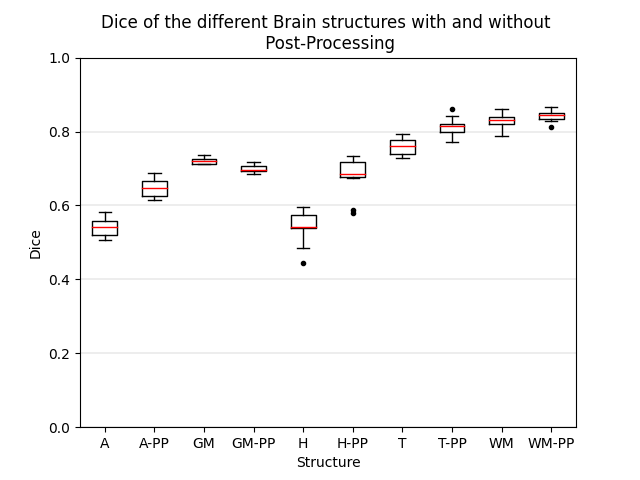 Dice of the different Brain structures with and without
Post-Processing
1.0
0.8
0.6
0.4
0.2
0.0
Dice
A A-PP GM GM-PP H H-PP T T-PP WM WM-PP
Structure